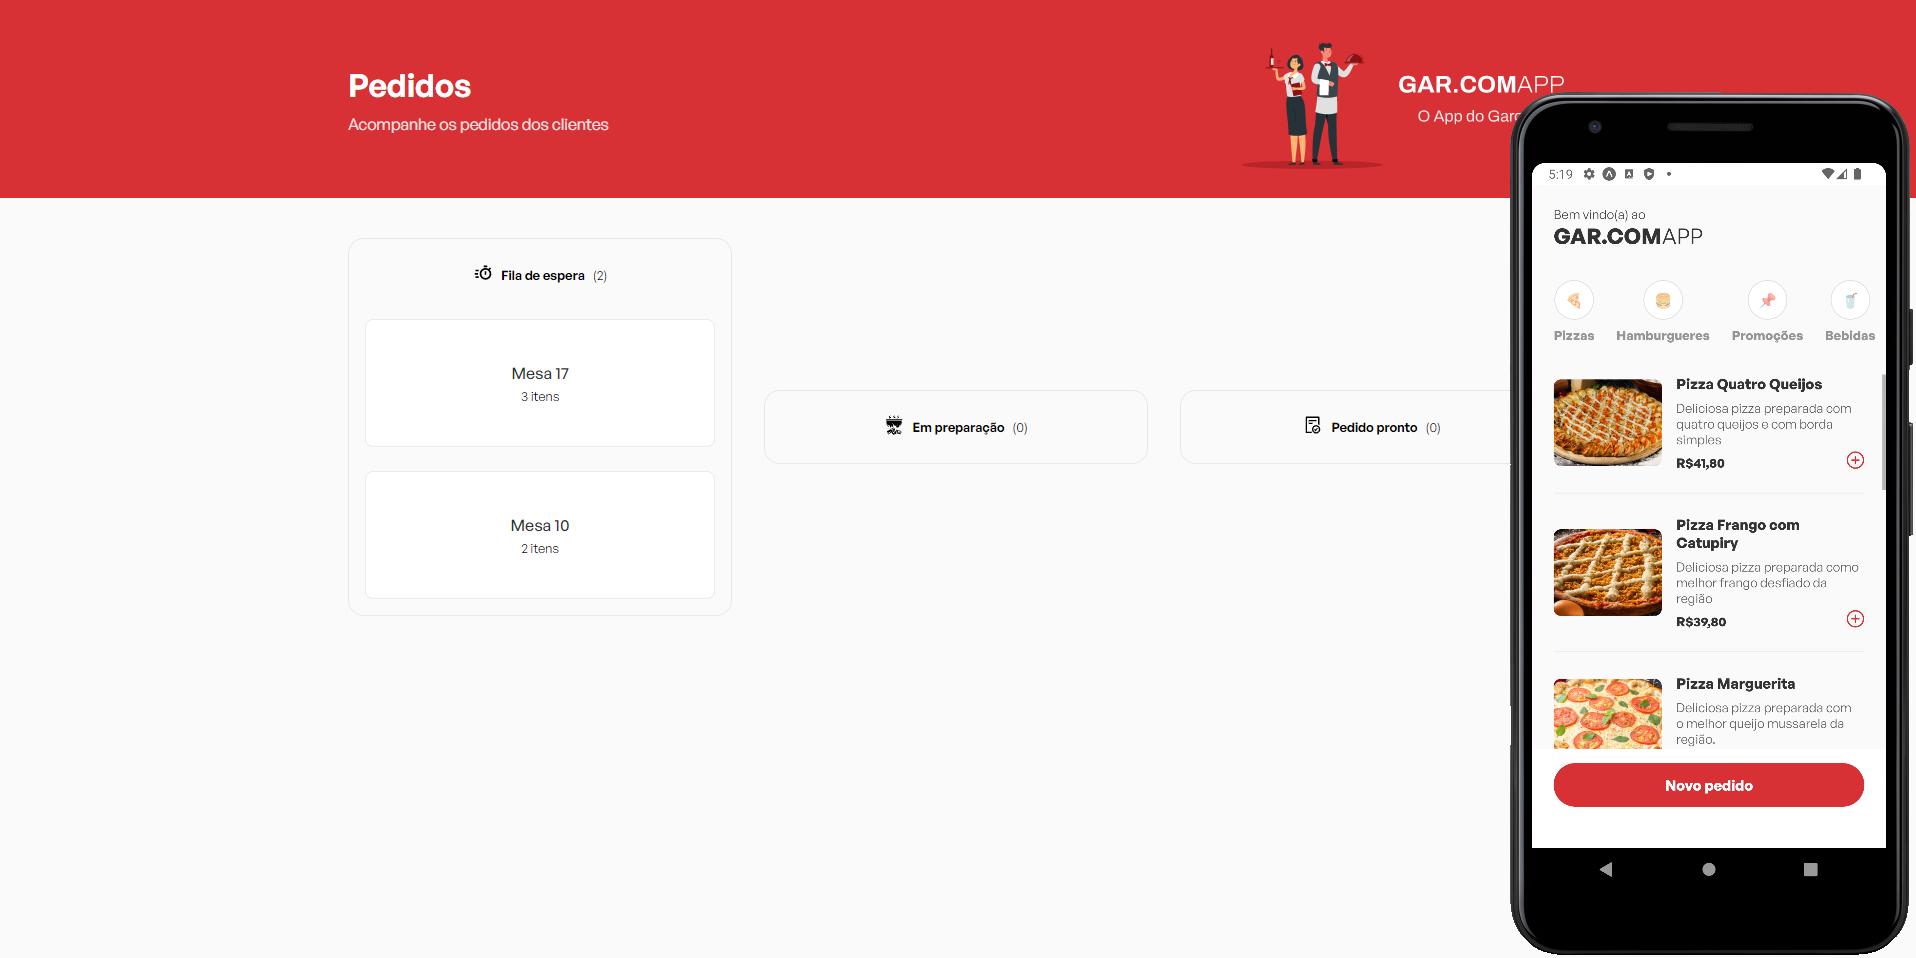 Pedidos
Acompanhe os pedidos dos clientes
GAR.COMAPP
O App do
Fila de espera (2)
Mesa 17
3 itens
Mesa 10
2 itens
Em preparação (0)
Pedido pronto (0)
5:19
Bem vindo(a) ao
GAR.COMAPP
Pizzas
Hamburgueres
Promoções
Bebidas
Pizza Quatro Queijos
Deliciosa pizza preparada com
quatro queijos e com borda
simples
R$41,80
Pizza Frango com
Catupiry
Deliciosa pizza preparada como
melhor frango desfiado da
região
R$39,80
Pizza Marguerita
Deliciosa pizza preparada com
o melhor queijo mussarela da
região.
Novo pedido